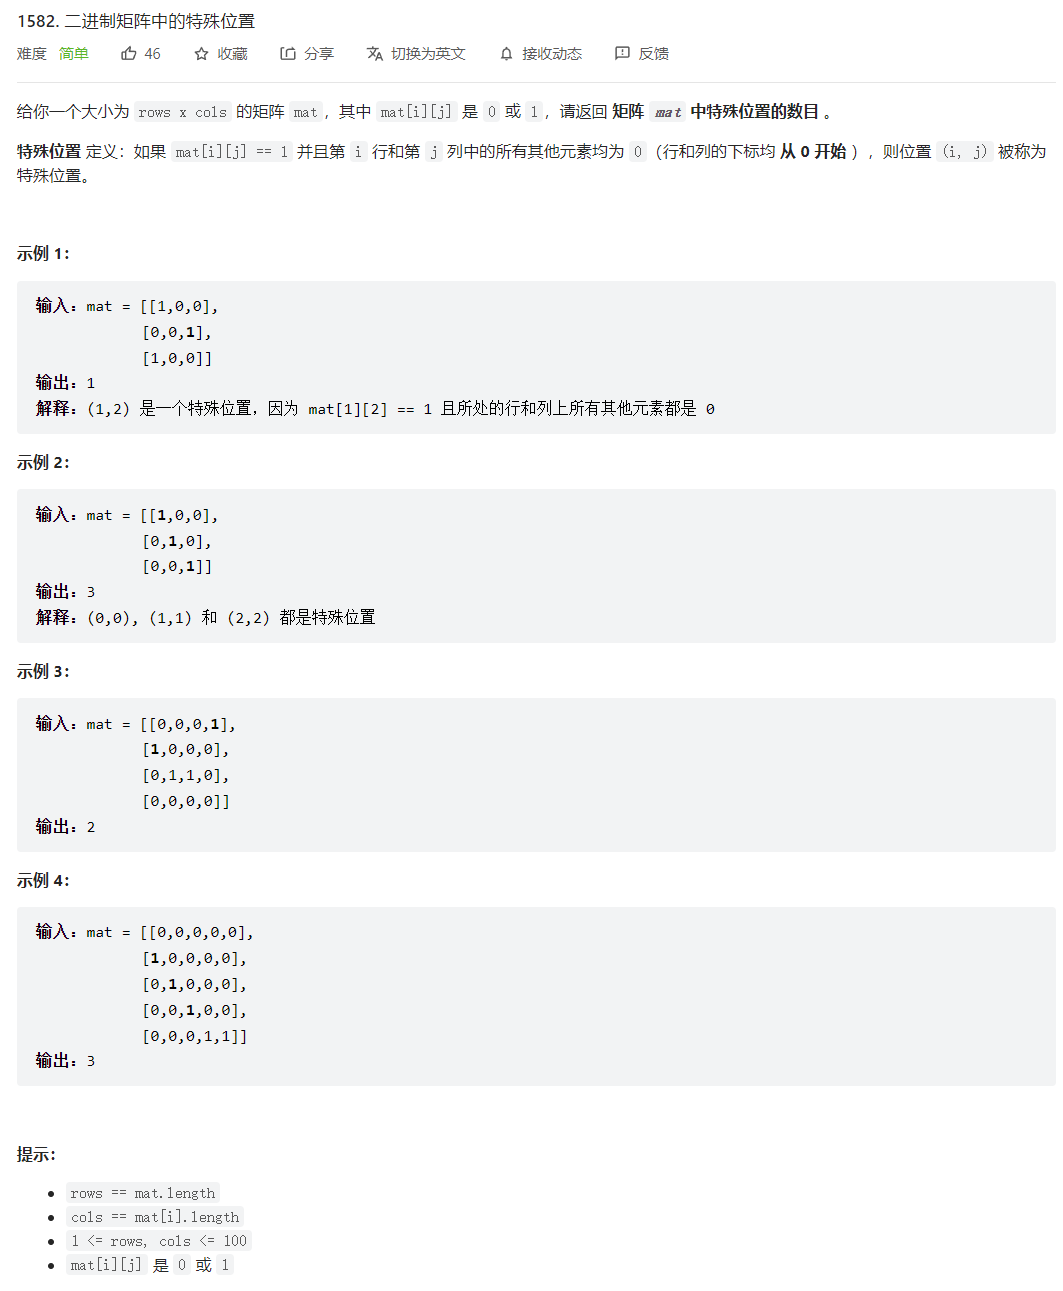 1582. 二进制矩阵中的特殊位置
难度 简单 46 收藏 分享 切换为英文 接收动态 反馈
给你一个大小为 rows x cols 的矩阵 mat，其中 mat[i][j] 是 0 或 1，请返回 矩阵 mat 中特殊位置的数目 。
特殊位置 定义：如果 mat[i][j] == 1 并且第 i 行和第 j 列中的所有其他元素均为 0（行和列的下标均 从 0 开始 ），则位置 (i, j) 被称为
特殊位置。
示例 1：
输入：mat = [[1,0,0],
[0,0,1],
[1,0,0]]
输出：1
解释：(1,2) 是一个特殊位置，因为 mat[1][2] == 1 且所处的行和列上所有其他元素都是 0
示例 2：
输入：mat = [[1,0,0],
[0,1,0],
[0,0,1]]
输出：3
解释：(0,0), (1,1) 和 (2,2) 都是特殊位置
示例 3：
输入：mat = [[0,0,0,1],
[1,0,0,0],
[0,1,1,0],
[0,0,0,0]]
输出：2
示例 4：
输入：mat = [[0,0,0,0,0],
[1,0,0,0,0],
[0,1,0,0,0],
[0,0,1,0,0],
[0,0,0,1,1]]
输出：3
提示：
• rows == mat.length
• cols == mat[i].length
• 1 <= rows, cols <= 100
• mat[i][j] 是 0 或 1